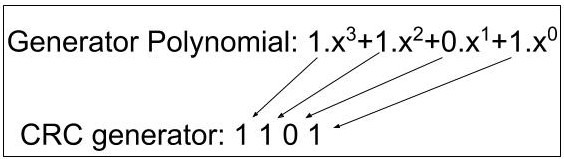 Generator Polynomial: 1.x³+1.x²+0.x¹+1.x⁰
CRC generator: 1 1 0 1